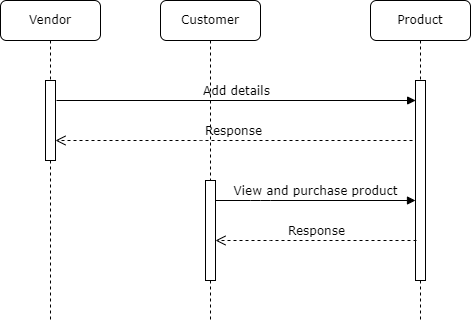 Vendor
Customer
Product
Add details
Response
View and purchase product
Response